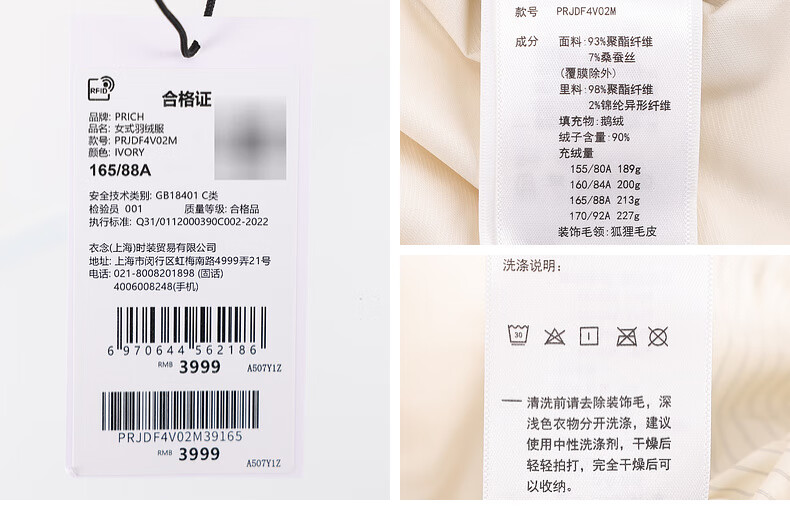 RFID
合格证
品牌: PRICH
品名: 女式羽绒服
款号: PRJDF4V02M
颜色: IVORY
165/88A
安全技术类别: GB18401 C类
检验员 001 质量等级: 合格品
执行标准: Q31/0112000390C002-2022
衣念(上海)时装贸易有限公司
地址: 上海市闵行区虹梅南路4999弄21号
电话: 021-8008201898 (固话)
4006008248(手机)
6 970644 562186
RMB 3999 A507Y1Z
PRJDF4V02M39165
RMB 3999 A507Y1Z
款号 PRJDF4V02M
成分 面料:93%聚酯纤维
7%桑蚕丝
(覆膜除外)
里料:98%聚酯纤维
2%锦纶异形纤维
填充物:鹅绒
绒子含量:90%
充绒量
155/80A 189g
160/84A 200g
165/88A 213g
170/92A 227g
装饰毛领:狐狸毛皮
洗涤说明:
30
一 清洗前请去除装饰毛，深
浅色衣物分开洗涤，建议
使用中性洗涤剂，干燥后
轻轻拍打，完全干燥后可
以收纳。